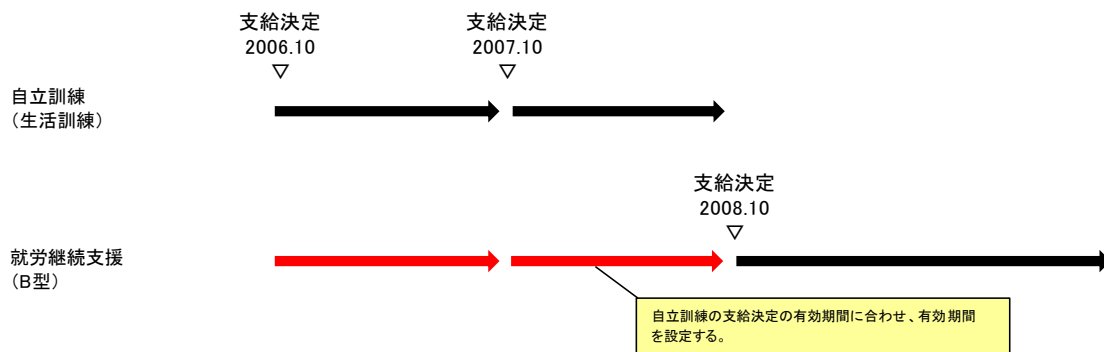 支給決定
2006.10
▽
支給決定
2007.10
▽
自立訓練
（生活訓練）
支給決定
2008.10
▽
就労継続支援
（B型）
自立訓練の支給決定の有効期間に合わせ、有効期間
を設定する。